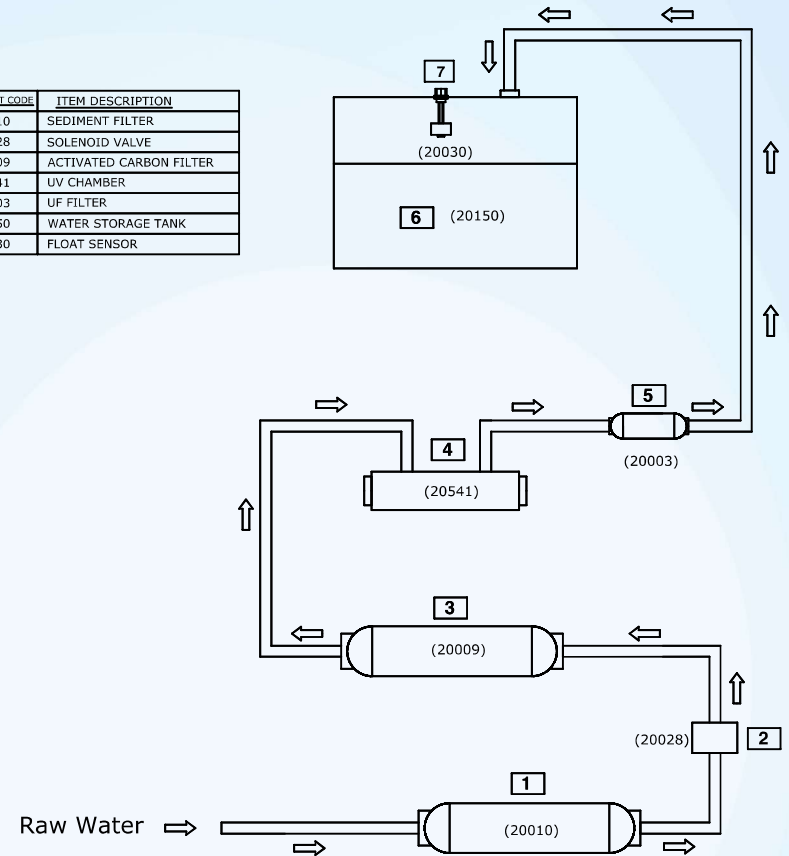 7
T CODE ITEM DESCRIPTION
10 SEDIMENT FILTER
28 SOLENOID VALVE
09 ACTIVATED CARBON FILTER
41 UV CHAMBER
03 UF FILTER
50 WATER STORAGE TANK
30 FLOAT SENSOR
(20030)
6 (20150)
5
4
(20003)
(20541)
3
(20009)
(20028) 2
1
Raw Water
(20010)